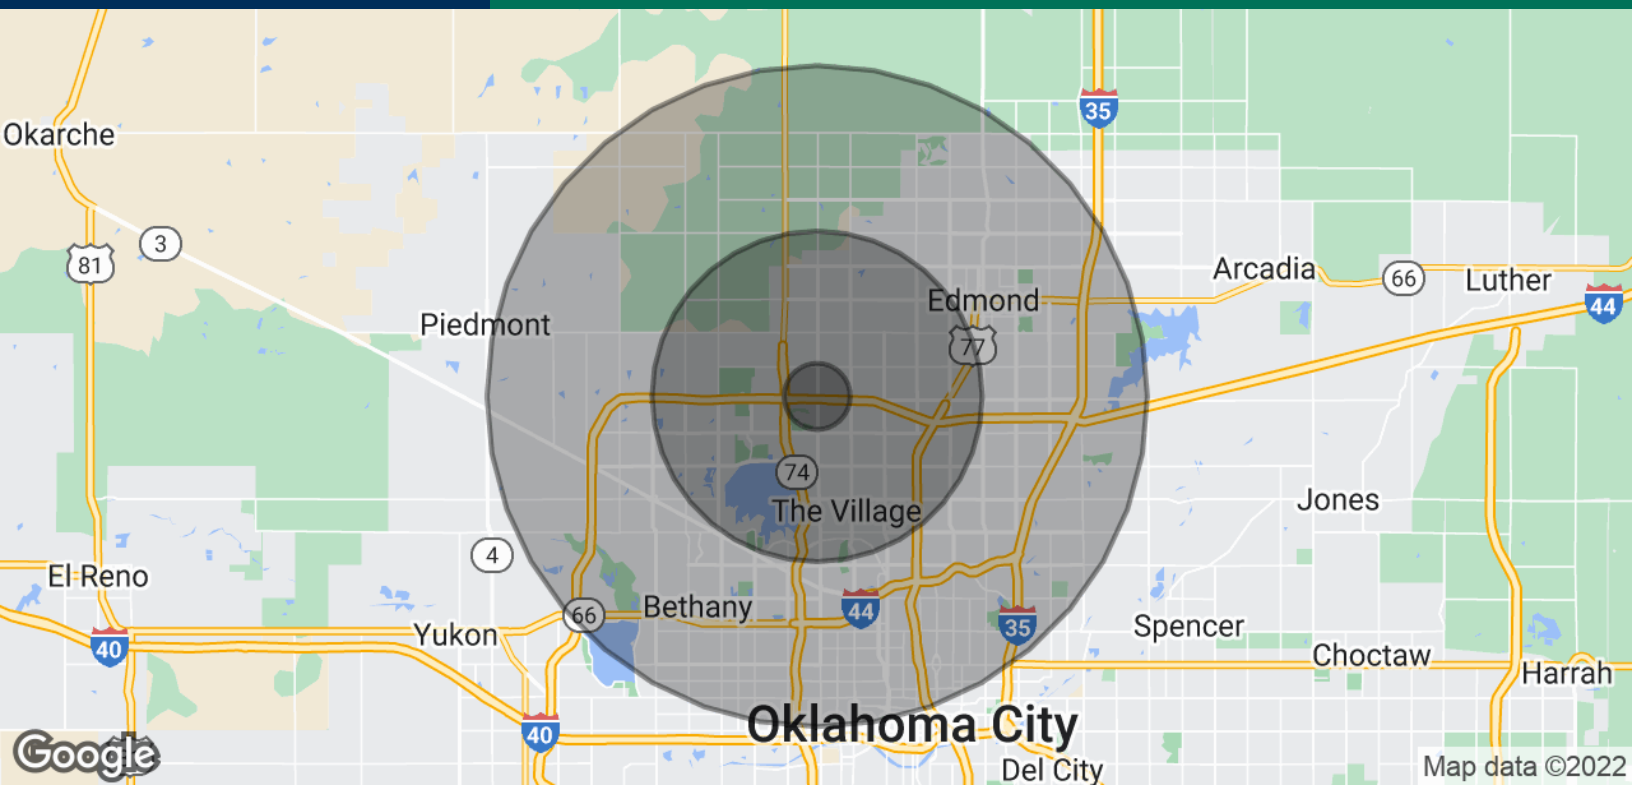 Okarche
35
3
81
Arcadia
66
Luther
44
Edmond
Piedmont
77
74
The Village
Jones
4
El Reno
66
Bethany
44
35
Spencer
Yukon
40
Choctaw
Harrah
Oklahoma City
40
Del City
Google
Map data ©2022